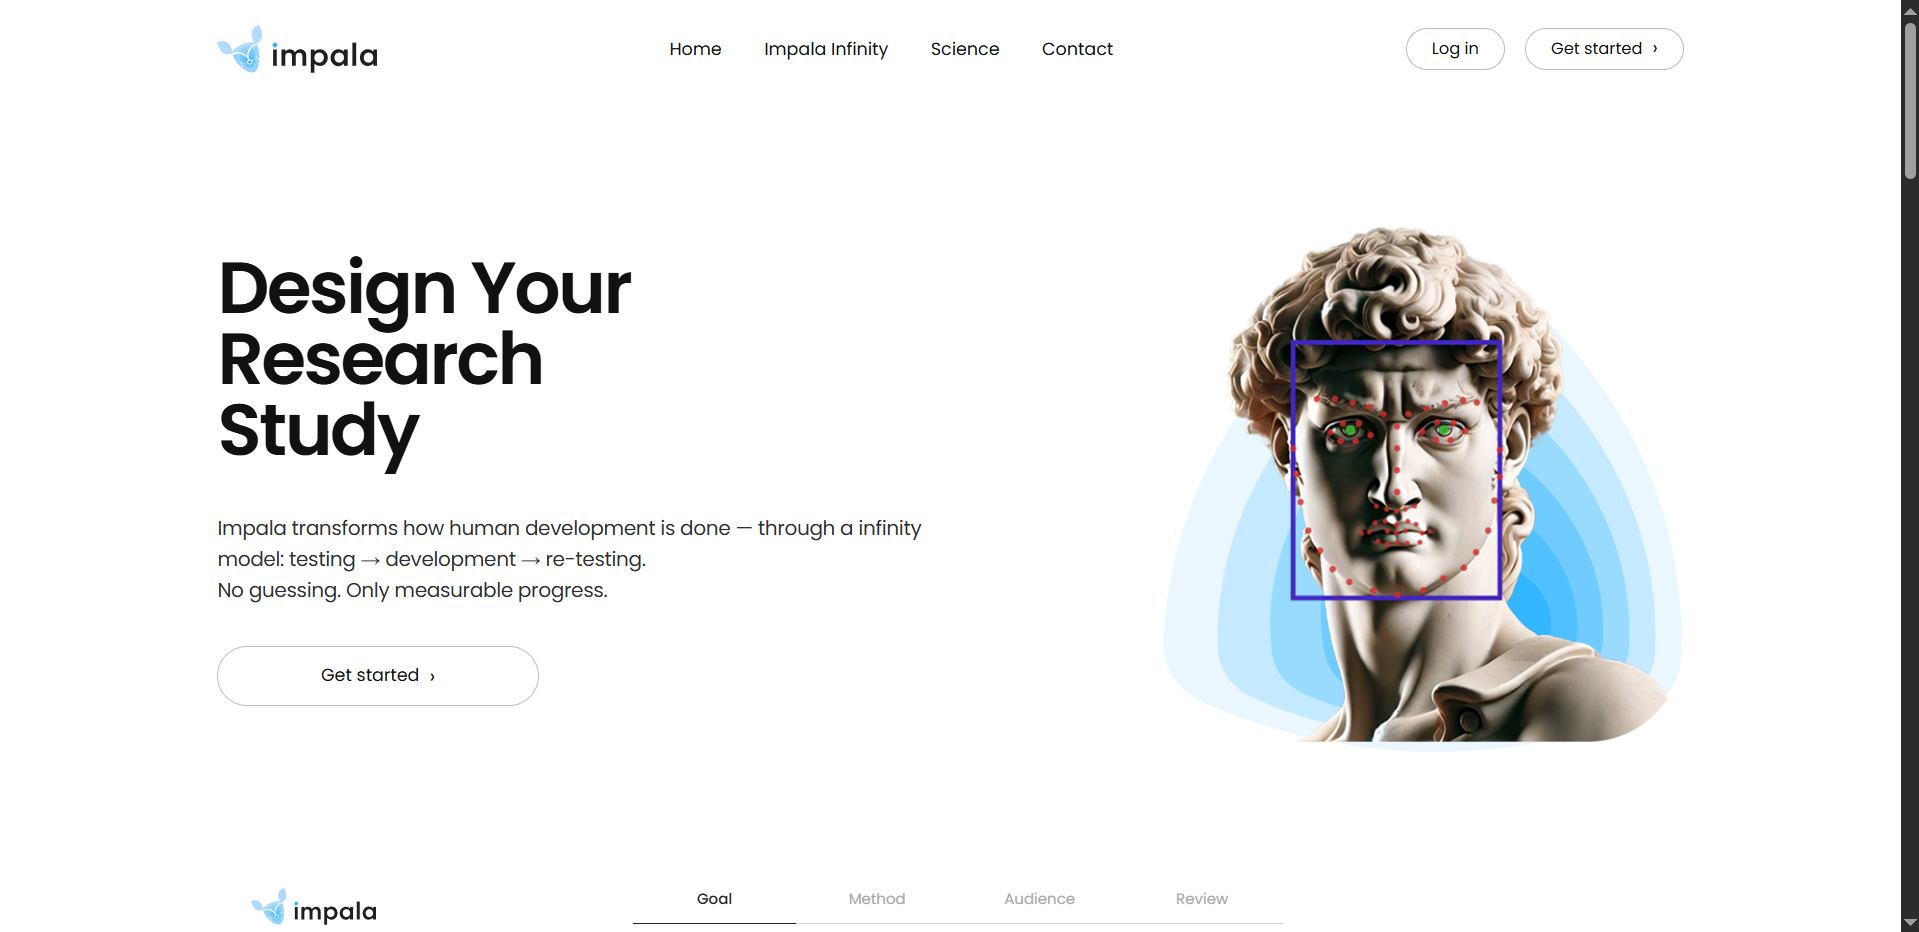 impala
Home
Impala Infinity
Science
Contact
Log in
Get started ›
Design Your
Research
Study
Impala transforms how human development is done — through a infinity
model: testing → development → re-testing.
No guessing. Only measurable progress.
Get started ›
impala
Goal
Method
Audience
Review